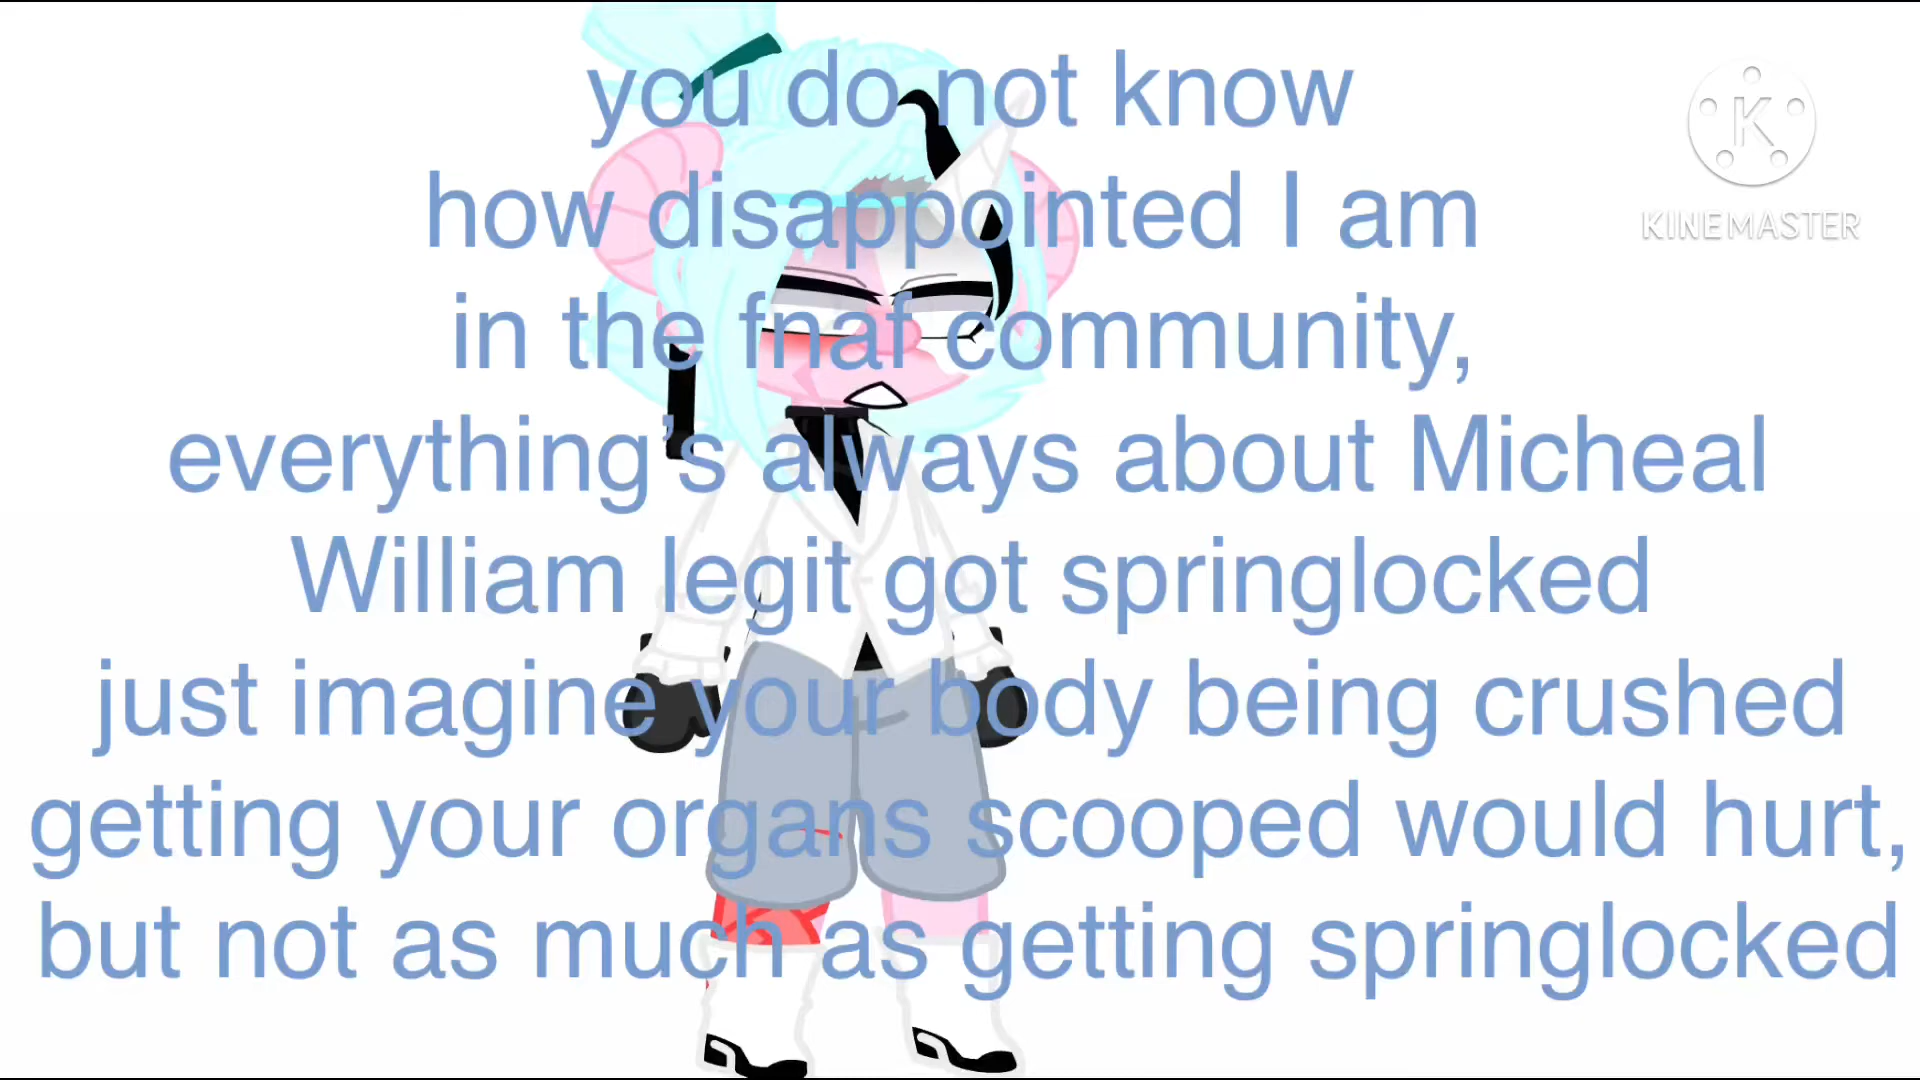 you do not know
how disappointed I am
in the fnaf community,
everything's always about Micheal
William legit got springlocked
just imagine your body being crushed
getting your organs scooped would hurt,
but not as much as getting springlocked
K
KINEMASTER